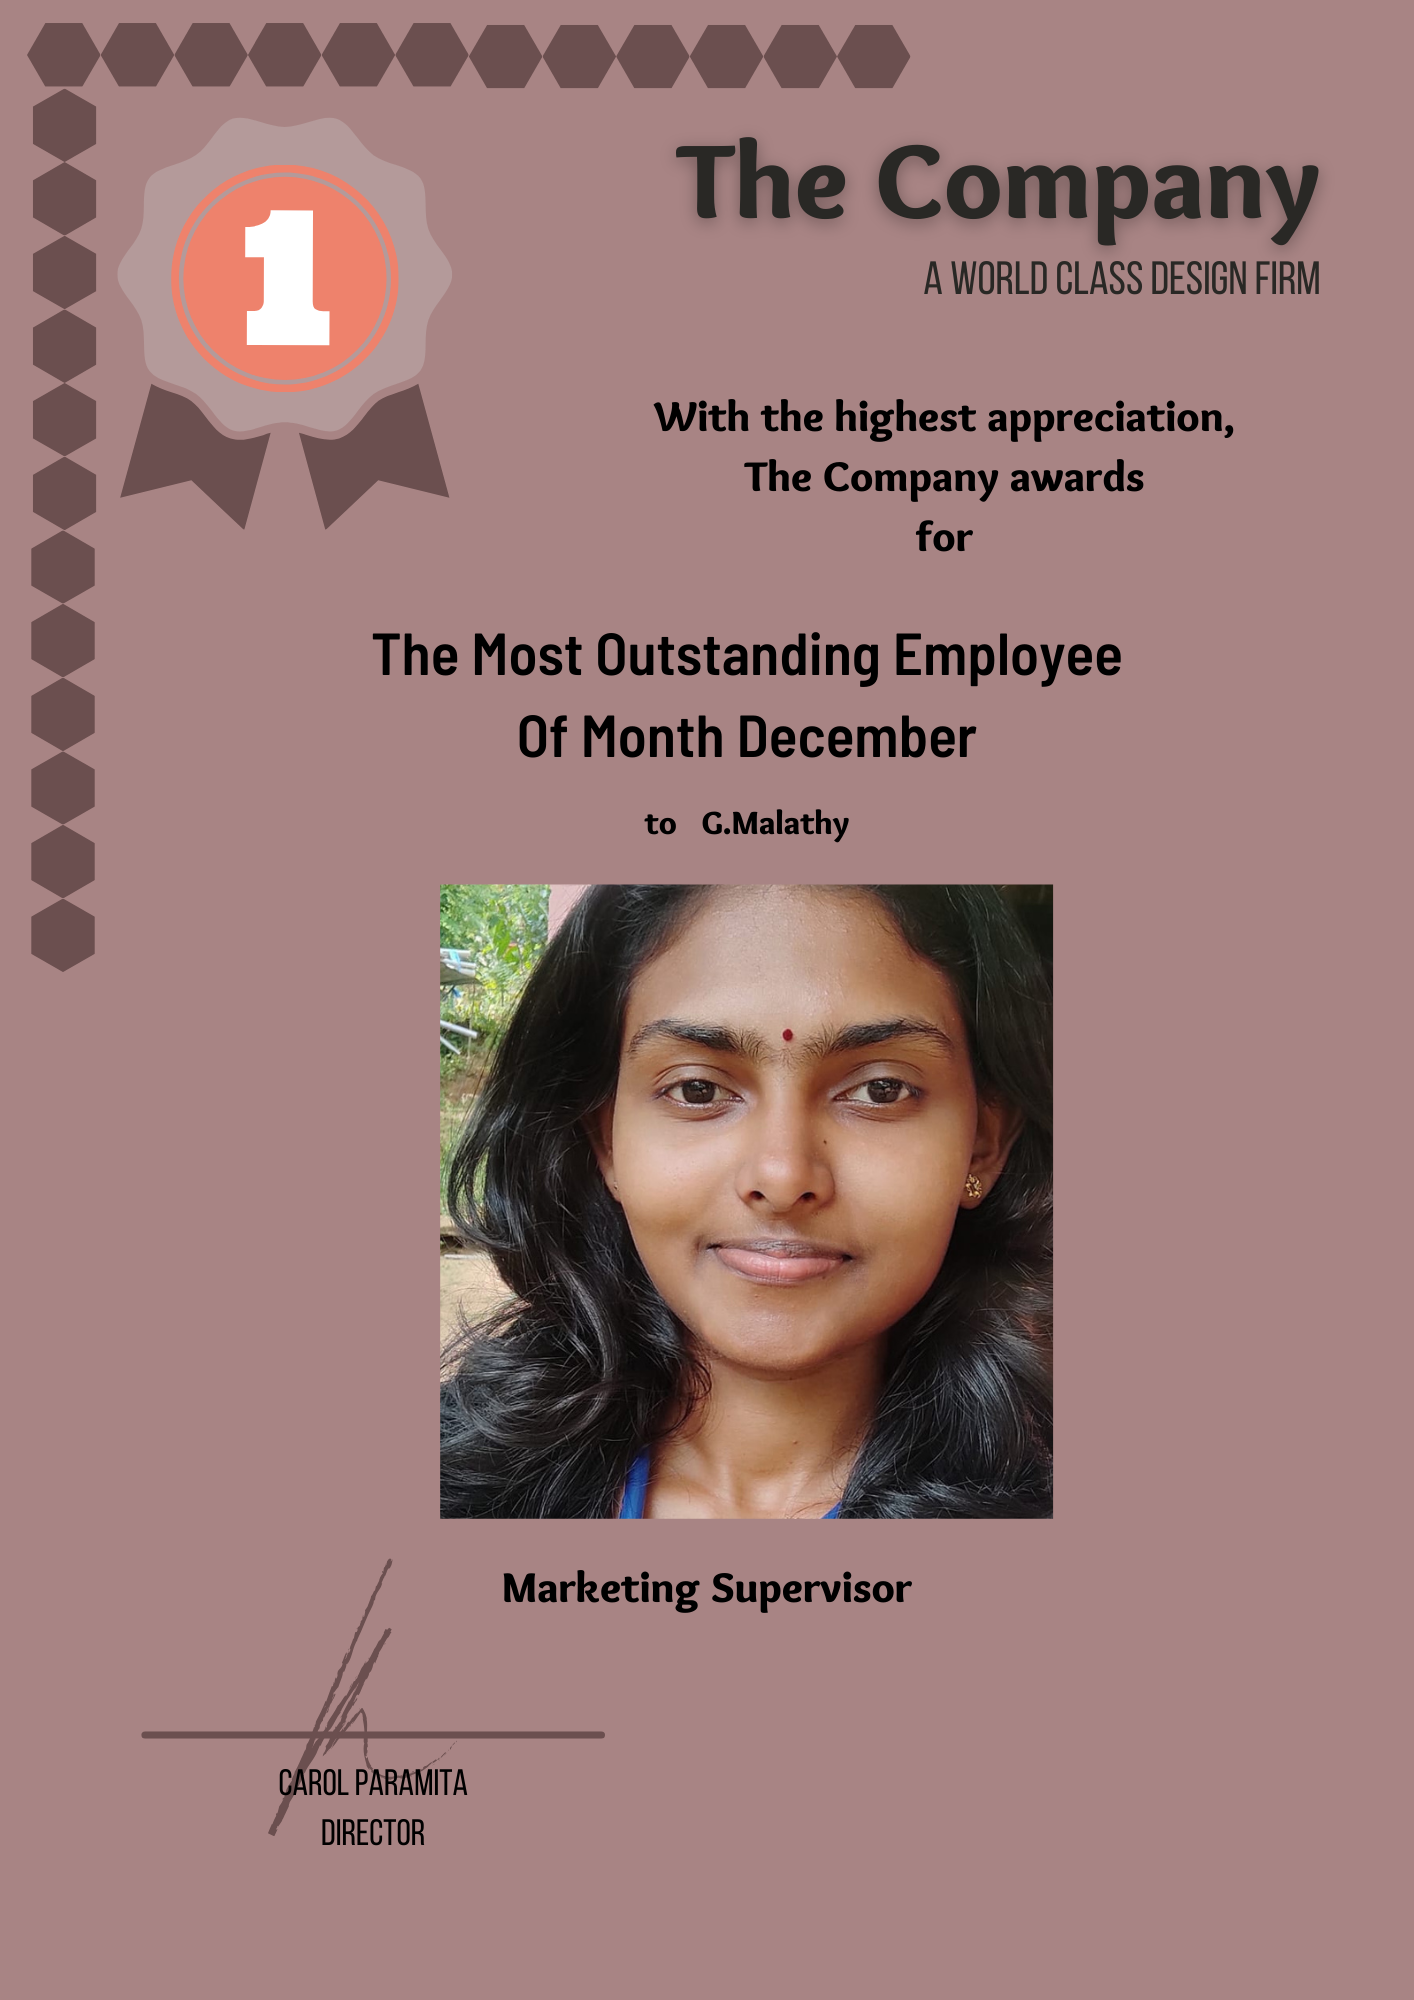 1
The Company
A WORLD CLASS DESIGN FIRM
With the highest appreciation,
The Company awards
for
The Most Outstanding Employee
Of Month December
to G.Malathy
Marketing Supervisor
CAROL PARAMITA
DIRECTOR